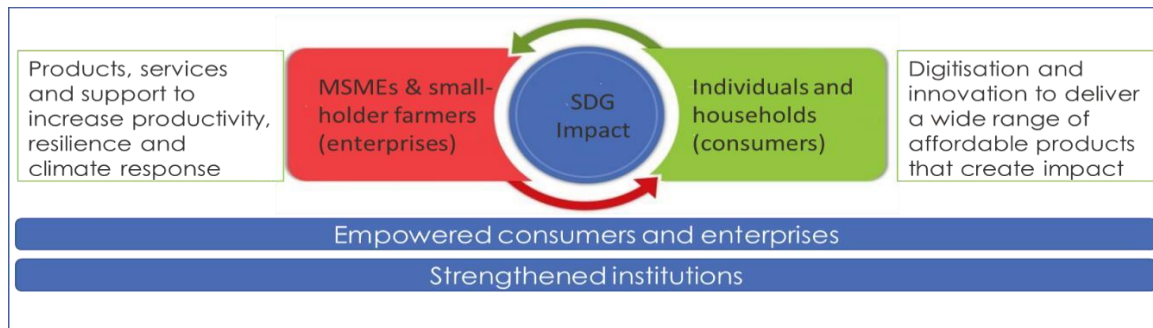 Products, services
and support to
increase productivity,
resilience and
climate response
MSMEs & small-
holder farmers
(enterprises)
SDG
Impact
Individuals and
households
(consumers)
Digitisation and
innovation to deliver
a wide range of
affordable products
that create impact
Empowered consumers and enterprises
Strengthened institutions